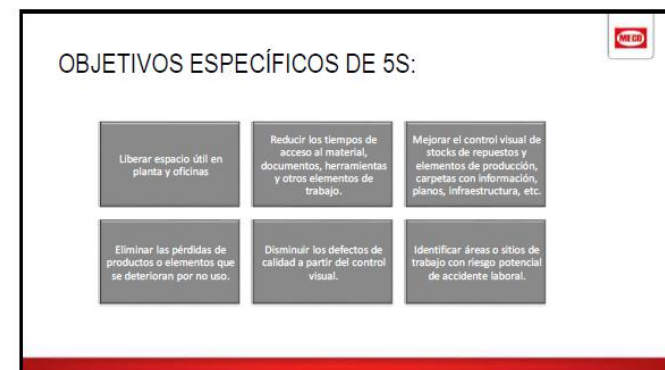 MECO
OBJETIVOS ESPECÍFICOS DE 5S:
Liberar espacio útil en
planta y oficinas
Reducir los tiempos de
acceso al material,
documentos, herramientas
y otros elementos de
trabajo.
Mejorar el control visual de
stocks de repuestos y
elementos de producción,
carpetas con información,
planos, infraestructura, etc.
Eliminar las pérdidas de
productos o elementos que
se deterioran por no uso.
Disminuir los defectos de
calidad a partir del control
visual.
Identificar áreas o sitios de
trabajo con riesgo potencial
de accidente laboral.